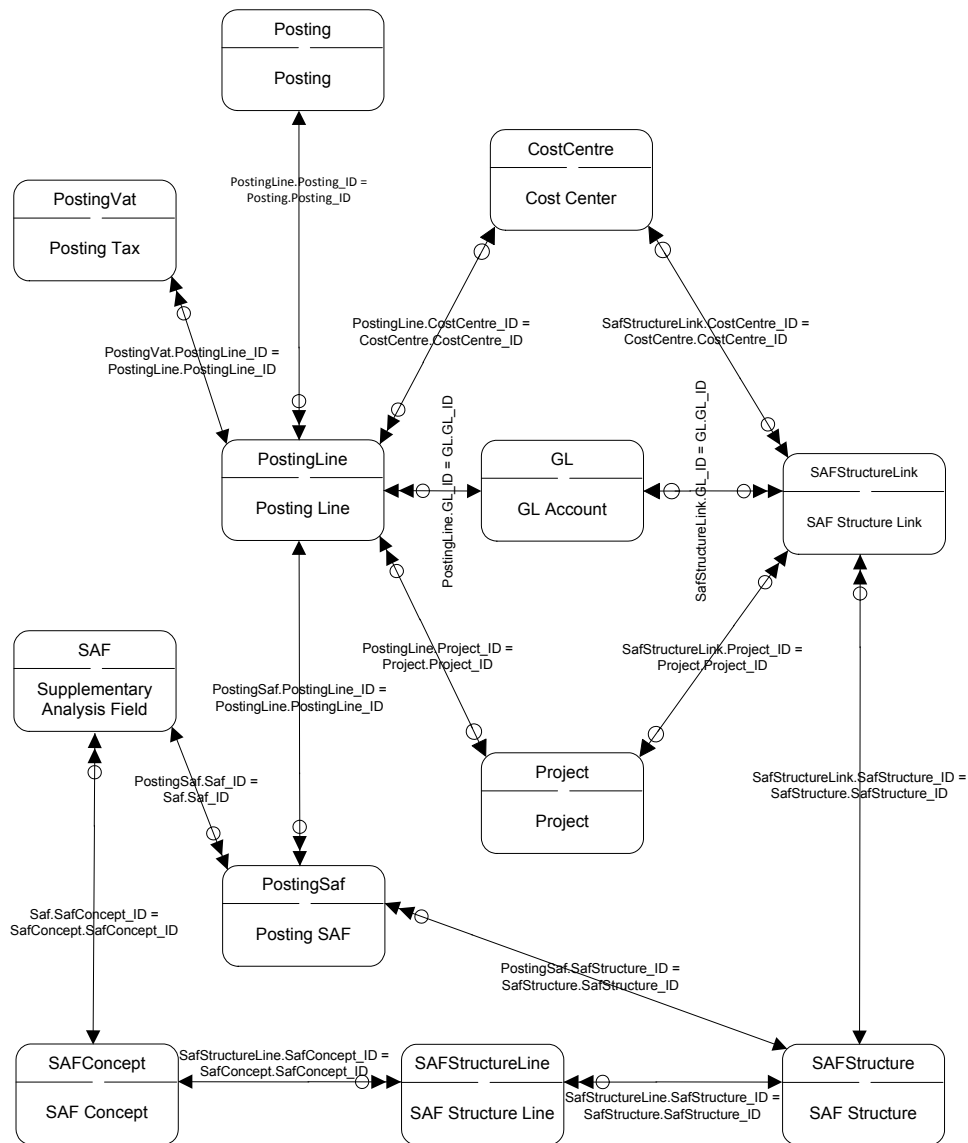 Posting
Posting
PostingLine.Posting_ID =
Posting.Posting_ID
CostCentre
Cost Center
PostingVat
Posting Tax
PostingVat.PostingLine_ID =
PostingLine.PostingLine_ID
PostingLine.CostCentre_ID =
CostCentre.CostCentre_ID
SafStructureLink.CostCentre_ID =
CostCentre.CostCentre_ID
PostingLine
Posting Line
PostingLine.GL_ID = GL.GL_ID
GL
GL Account
SafStructureLink.GL_ID = GL.GL_ID
SAFStructureLink
SAF Structure Link
SAF
Supplementary
Analysis Field
PostingSaf.PostingLine_ID =
PostingLine.PostingLine_ID
PostingLine.Project_ID =
Project.Project_ID
SafStructureLink.Project_ID =
Project.Project_ID
PostingSaf.Saf_ID =
Saf.Saf_ID
Project
Project
SafStructureLink.SafStructure_ID =
SafStructure.SafStructure_ID
PostingSaf
Posting SAF
Saf.SafConcept_ID =
SafConcept.SafConcept_ID
PostingSaf.SafStructure_ID =
SafStructure.SafStructure_ID
SAFConcept
SAF Concept
SafStructureLine.SafConcept_ID =
SafConcept.SafConcept_ID
SAFStructureLine
SAF Structure Line
SafStructureLine.SafStructure_ID =
SafStructure.SafStructure_ID
SAFStructure
SAF Structure